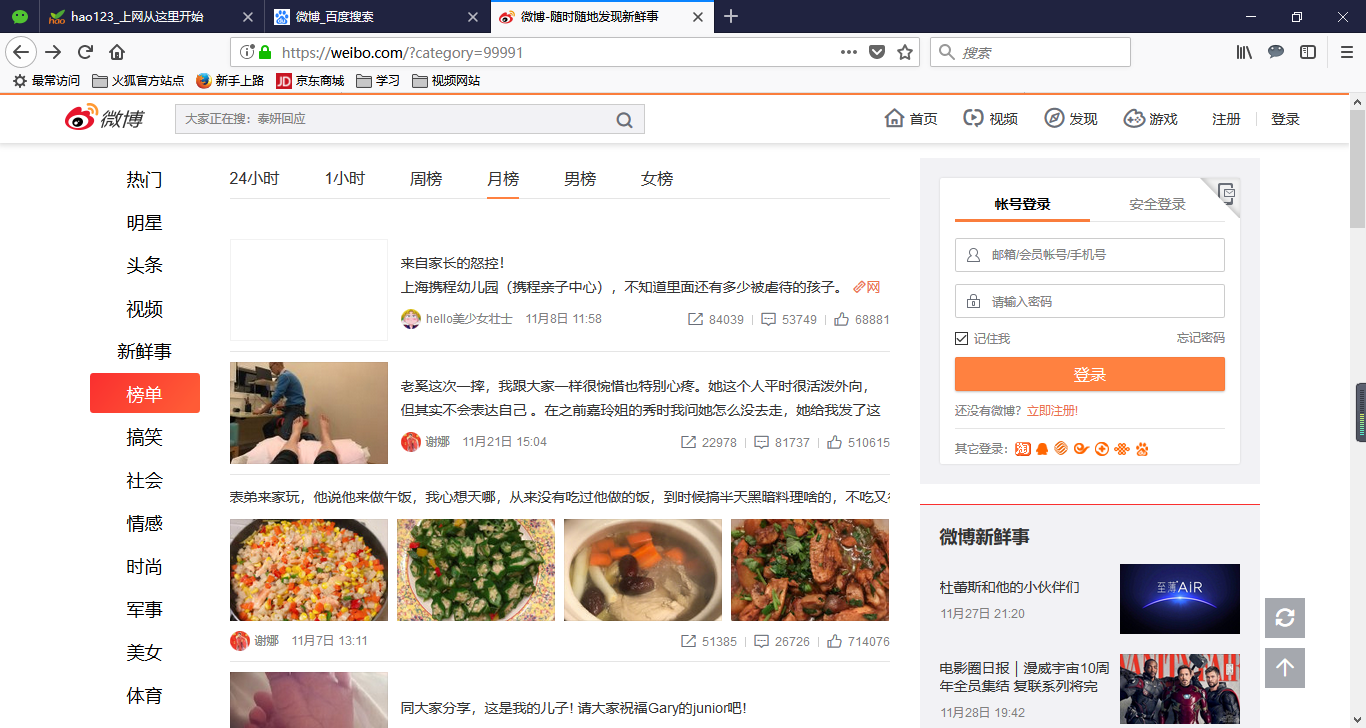 hao123_上网从这里开始
微博_百度搜索
微博-随时随地发现新鲜事
https://weibo.com/?category=99991
搜索
最常访问 火狐官方站点 新手上路 JD 京东商城 学习 视频网站
微博
大家正在搜：泰妍回应
首页 视频 发现 游戏 注册 登录
热门
明星
头条
视频
新鲜事
榜单
搞笑
社会
情感
时尚
军事
美女
体育
24小时 1小时 周榜 月榜 男榜 女榜
来自家长的怒控！
上海携程幼儿园（携程亲子中心），不知道里面还有多少被虐待的孩子。 网
hello美少女壮士 11月8日 11:58 84039 53749 68881
老奚这次一摔，我跟大家一样很惋惜也特别心疼。她这个人平时很活泼外向，
但其实不会表达自己 。在之前嘉玲姐的秀时我问她怎么没去走，她给我发了这
谢娜 11月21日 15:04 22978 81737 510615
表弟来家玩，他说他来做午饭，我心想天哪，从来没有吃过他做的饭，到时候搞半天黑暗料理啥的，不吃又很
谢娜 11月7日 13:11 51385 26726 714076
同大家分享，这是我的儿子! 请大家祝福Gary的junior吧！
帐号登录 安全登录
邮箱/会员帐号/手机号
请输入密码
记住我 忘记密码
登录
还没有微博？立即注册!
其它登录：
淘
微博新鲜事
杜蕾斯和他的小伙伴们
11月27日 21:20
至薄AiR
电影圈日报｜漫威宇宙10周
年全员集结 复联系列将完
11月28日 19:42